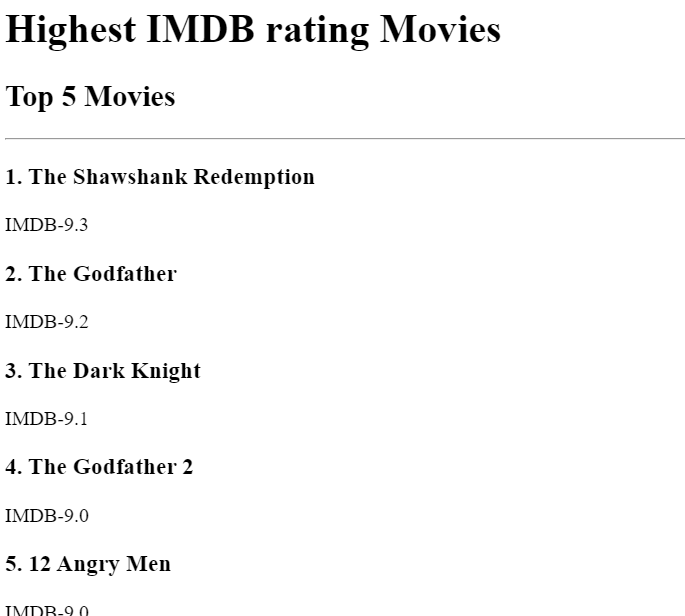 Highest IMDB rating Movies
Top 5 Movies
1. The Shawshank Redemption
IMDB-9.3
2. The Godfather
IMDB-9.2
3. The Dark Knight
IMDB-9.1
4. The Godfather 2
IMDB-9.0
5. 12 Angry Men
IMDB-9.0